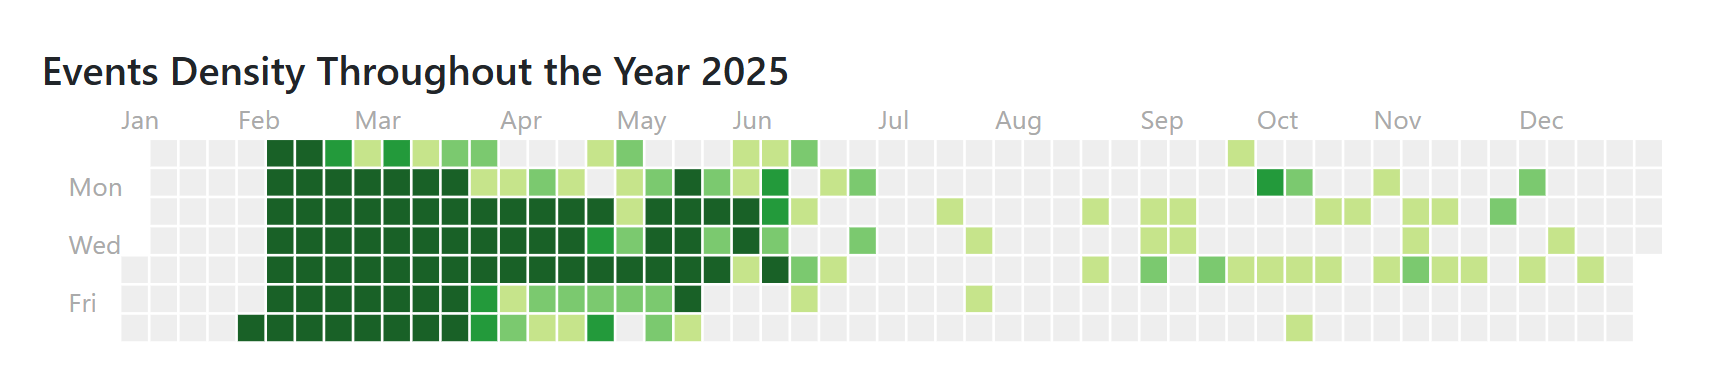 Events Density Throughout the Year 2025
Jan Feb Mar Apr May Jun Jul Aug Sep Oct Nov Dec
Mon
Wed
Fri